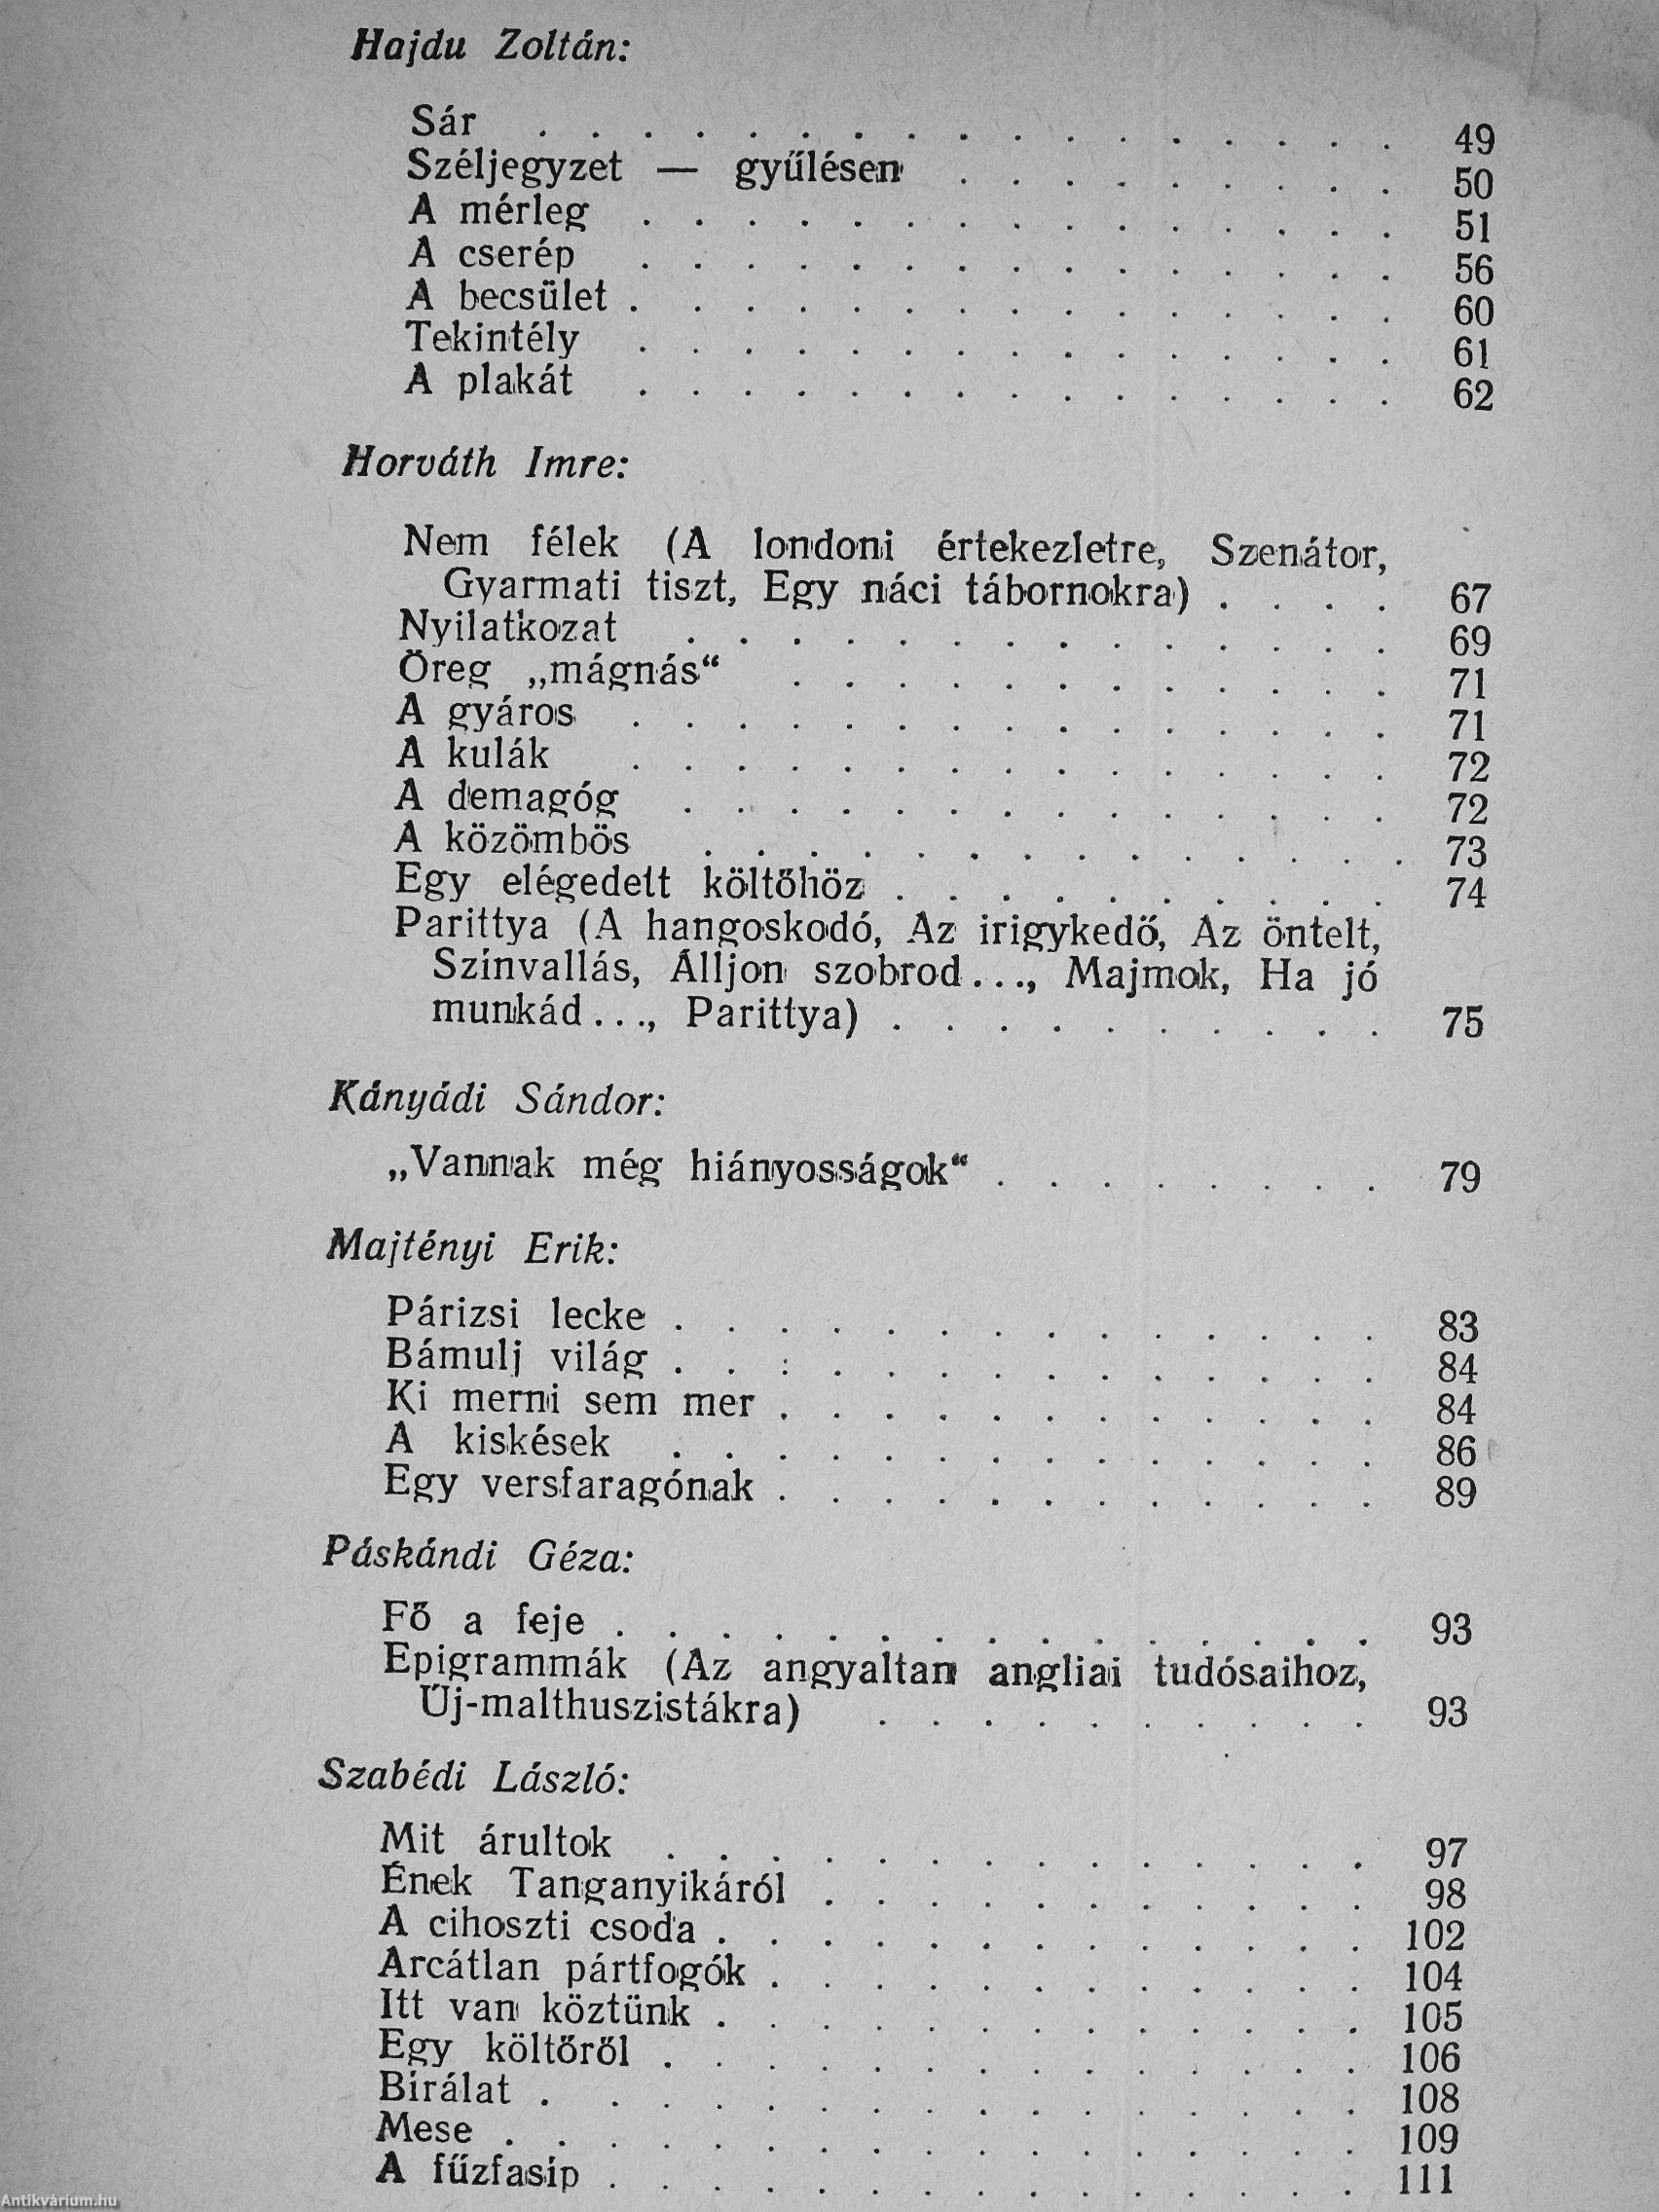 Hajdu Zoltán:
Sár . . . . . . . . . . . . . . . . . 49
Széljegyzet — gyűlésen . . . . . . . . . 50
A mérleg . . . . . . . . . . . . . . . 51
A cserép . . . . . . . . . . . . . . . 56
A becsület . . . . . . . . . . . . . . . 60
Tekintély . . . . . . . . . . . . . . . 61
A plakát . . . . . . . . . . . . . . . 62
Horváth Imre:
Nem félek (A londoni értekezletre, Szenátor,
Gyarmati tiszt, Egy náci tábornokra) . . . . 67
Nyilatkozat . . . . . . . . . . . . . . 69
Öreg „mágnás“ . . . . . . . . . . . . 71
A gyáros . . . . . . . . . . . . . . . 71
A kulák . . . . . . . . . . . . . . . 72
A demagóg . . . . . . . . . . . . . . 72
A közömbös . . . . . . . . . . . . . . 73
Egy elégedett költőhöz . . . . . . . . . . 74
Parittya (A hangoskodó, Az irigykedő, Az öntelt,
Színvallás, Álljon szobrod..., Majmok, Ha jó
munkád..., Parittya) . . . . . . . . . . 75
Kányádi Sándor:
„Vannak még hiányosságok“ . . . . . . . . 79
Majtényi Erik:
Párizsi lecke . . . . . . . . . . . . . . 83
Bámulj világ . . . . . . . . . . . . . . 84
Ki merni sem mer . . . . . . . . . . . . 84
A kiskések . . . . . . . . . . . . . . 86
Egy versfaragónak . . . . . . . . . . . . 89
Páskándi Géza:
Fő a feje . . . . . . . . . . . . . . . 93
Epigrammák (Az angyaltan angliai tudósaihoz,
Új-malthuszistákra) . . . . . . . . . . 93
Szabédi László:
Mit árultok . . . . . . . . . . . . . . 97
Ének Tanganyikáról . . . . . . . . . . . 98
A cihoszti csoda . . . . . . . . . . . . . 102
Arcátlan pártfogók . . . . . . . . . . . . 104
Itt van köztünk . . . . . . . . . . . . . 105
Egy költőről . . . . . . . . . . . . . . 106
Birálat . . . . . . . . . . . . . . . . 108
Mese . . . . . . . . . . . . . . . . . 109
A fűzfasíp . . . . . . . . . . . . . . . 111
Antikvárium.hu